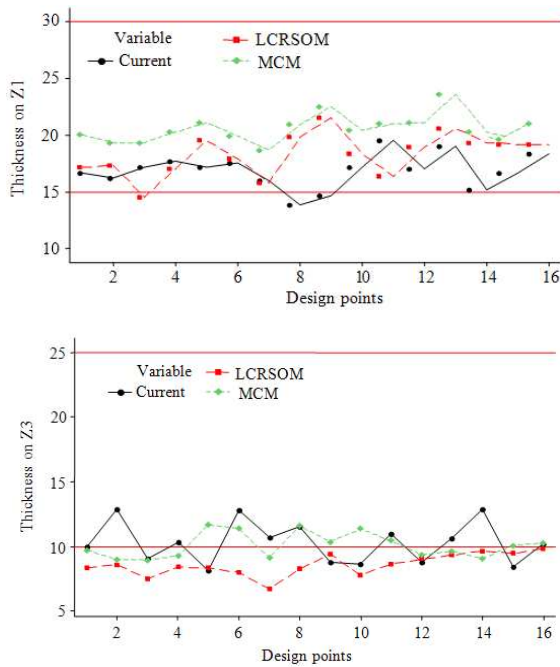 30
25
20
15
10
Thickness on Z1
Variable
Current
LCRSOM
MCM
2 4 6 8 10 12 14 16
Design points
25
20
15
10
5
Thickness on Z3
Variable
Current
LCRSOM
MCM
2 4 6 8 10 12 14 16
Design points